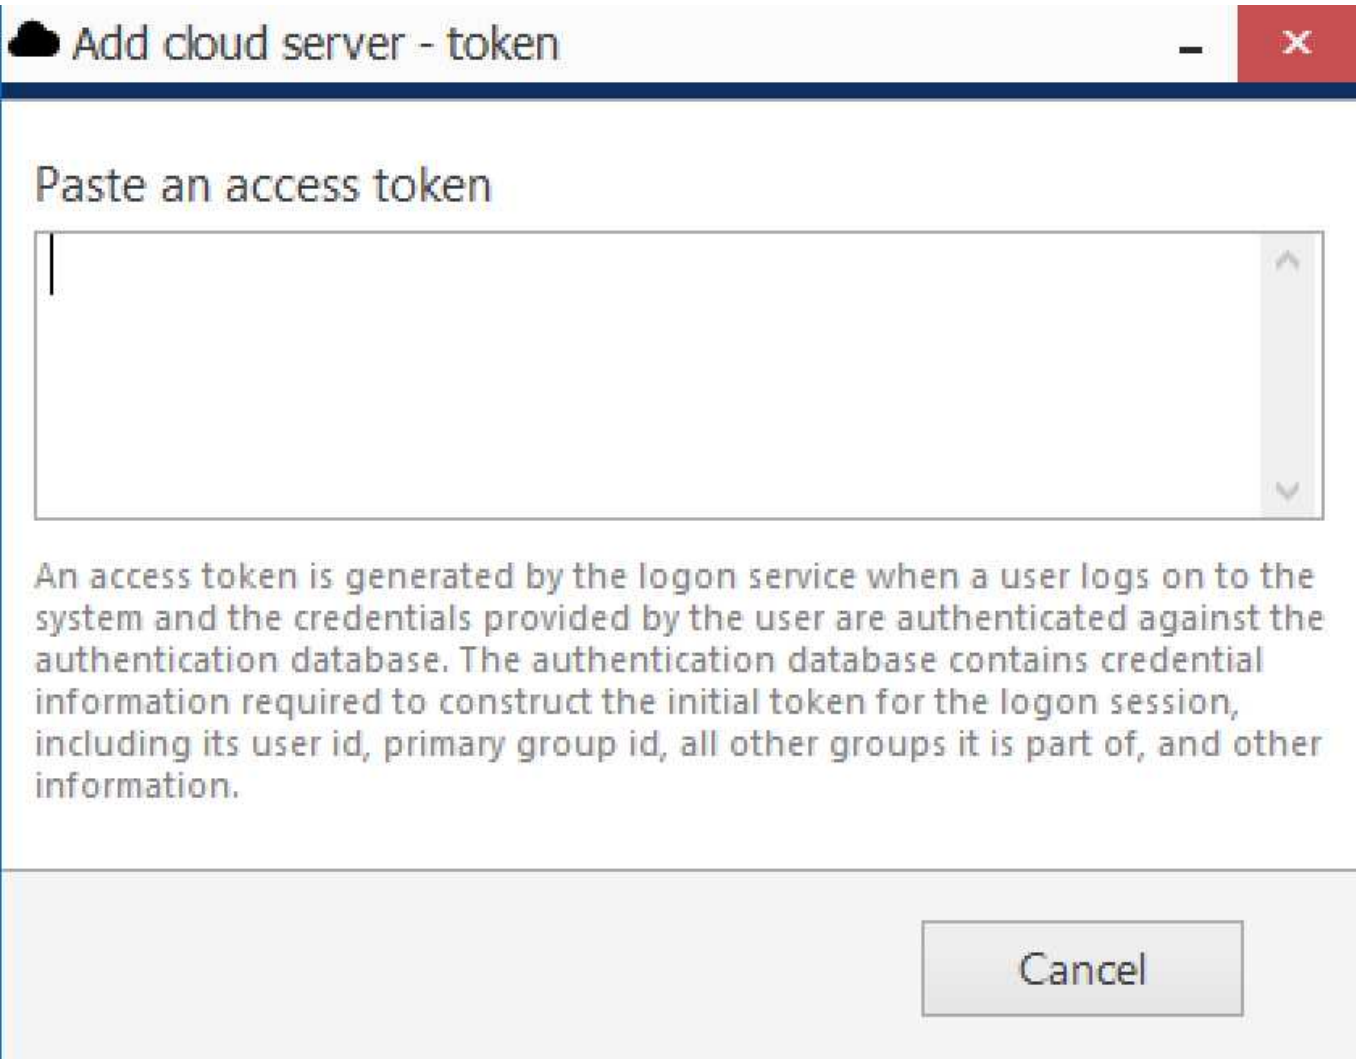 Add cloud server - token
Paste an access token
An access token is generated by the logon service when a user logs on to the
system and the credentials provided by the user are authenticated against the
authentication database. The authentication database contains credential
information required to construct the initial token for the logon session,
including its user id, primary group id, all other groups it is part of, and other
information.
Cancel